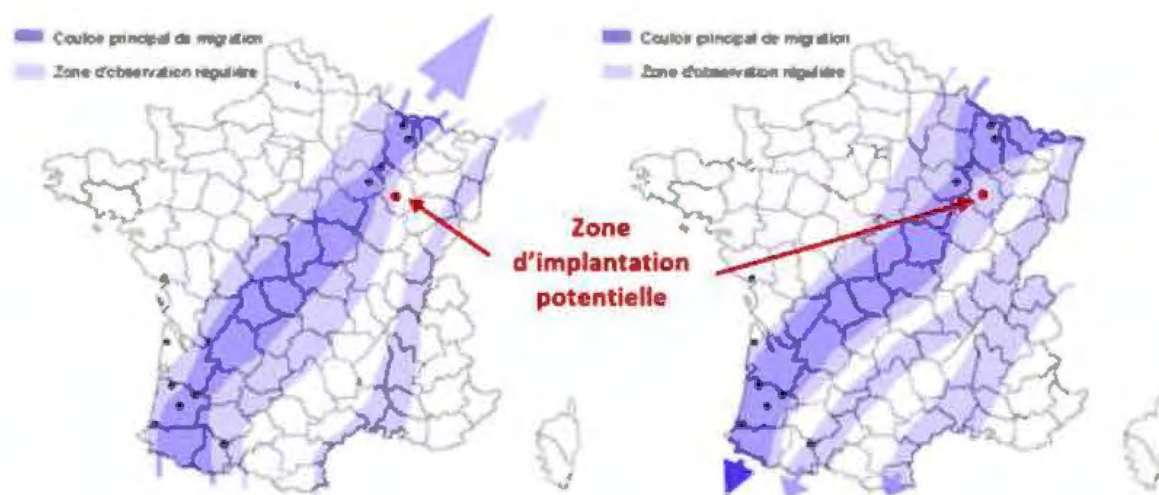 Couloir principal de migration
Zone d'observation régulière
Couloir principal de migration
Zone d'observation régulière
Zone
d'implantation
potentielle